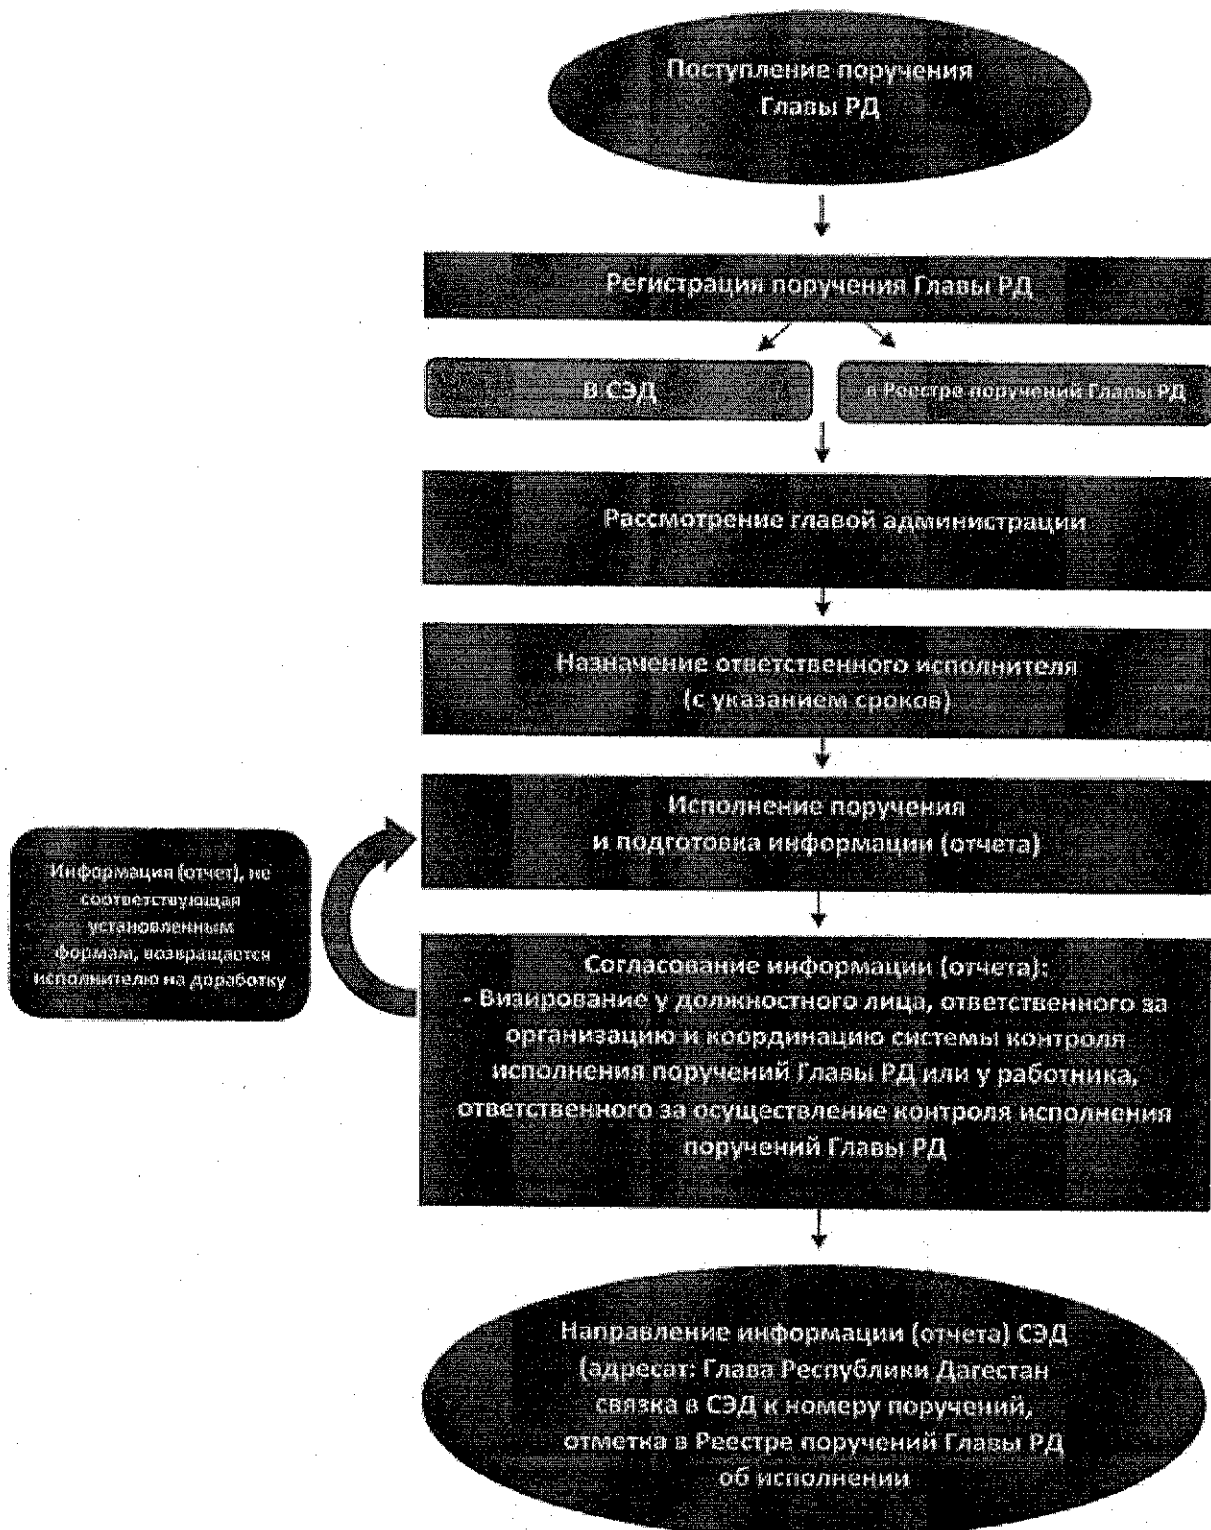 Поступление поручения
Главы РД
Регистрация поручения Главы РД
В СЭД
в Реестре поручений Главы РД
Рассмотрение главой администрации
Назначение ответственного исполнителя
(с указанием сроков)
Исполнение поручения
и подготовка информации (отчета)
Информация (отчет), не
соответствующая
установленным
формам, возвращается
исполнителю на доработку
Согласование информации (отчета):
- Визирование у должностного лица, ответственного за
организацию и координацию системы контроля
исполнения поручений Главы РД или у работника,
ответственного за осуществление контроля исполнения
поручений Главы РД
Направление информации (отчета) СЭД
(адресат: Глава Республики Дагестан
связка в СЭД к номеру поручений,
отметка в Реестре поручений Главы РД
об исполнении